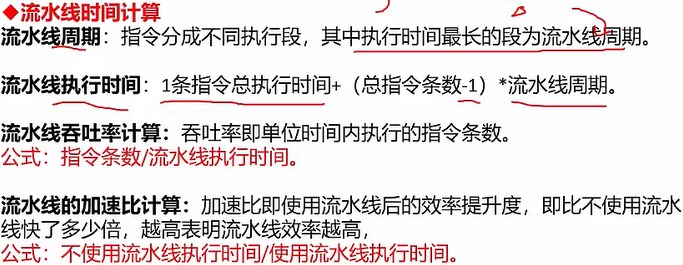 ◆流水线时间计算
流水线周期：指令分成不同执行段，其中执行时间最长的段为流水线周期。
流水线执行时间：1条指令总执行时间+（总指令条数-1）*流水线周期。
流水线吞吐率计算：吞吐率即单位时间内执行的指令条数。
公式：指令条数/流水线执行时间。
流水线的加速比计算：加速比即使用流水线后的效率提升度，即比不使用流水
线快了多少倍，越高表明流水线效率越高，
公式：不使用流水线执行时间/使用流水线执行时间。